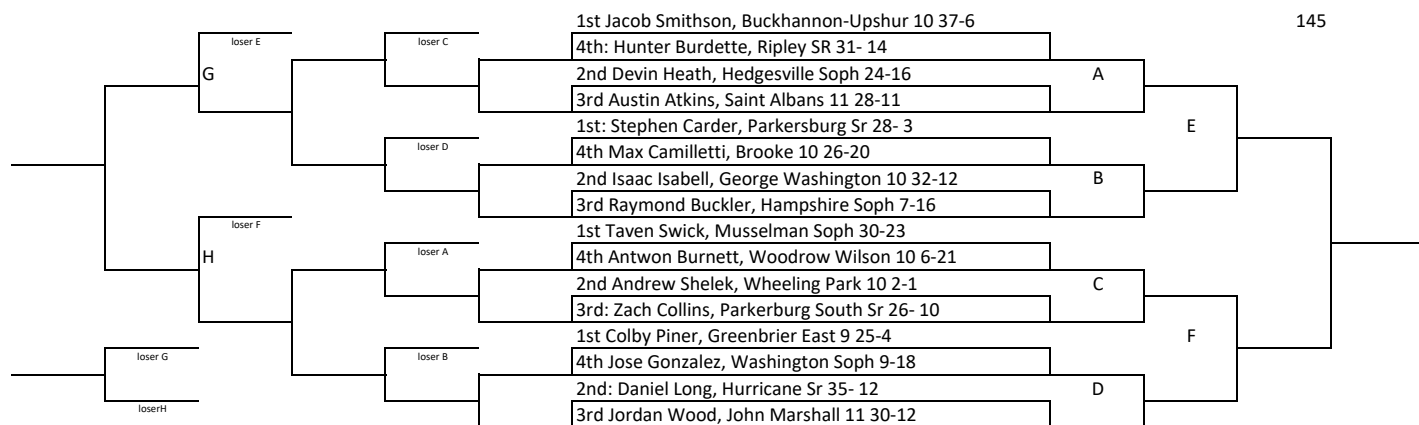 1st Jacob Smithson, Buckhannon-Upshur 10 37-6
145
loser E
loser C
4th: Hunter Burdette, Ripley SR 31- 14
G
2nd Devin Heath, Hedgesville Soph 24-16
A
3rd Austin Atkins, Saint Albans 11 28-11
1st: Stephen Carder, Parkersburg Sr 28- 3
E
loser D
4th Max Camilletti, Brooke 10 26-20
2nd Isaac Isabell, George Washington 10 32-12
B
3rd Raymond Buckler, Hampshire Soph 7-16
loser F
1st Taven Swick, Musselman Soph 30-23
H
loser A
4th Antwon Burnett, Woodrow Wilson 10 6-21
2nd Andrew Shelek, Wheeling Park 10 2-1
C
3rd: Zach Collins, Parkerburg South Sr 26- 10
1st Colby Piner, Greenbrier East 9 25-4
F
loser G
loser B
4th Jose Gonzalez, Washington Soph 9-18
2nd: Daniel Long, Hurricane Sr 35- 12
D
loserH
3rd Jordan Wood, John Marshall 11 30-12